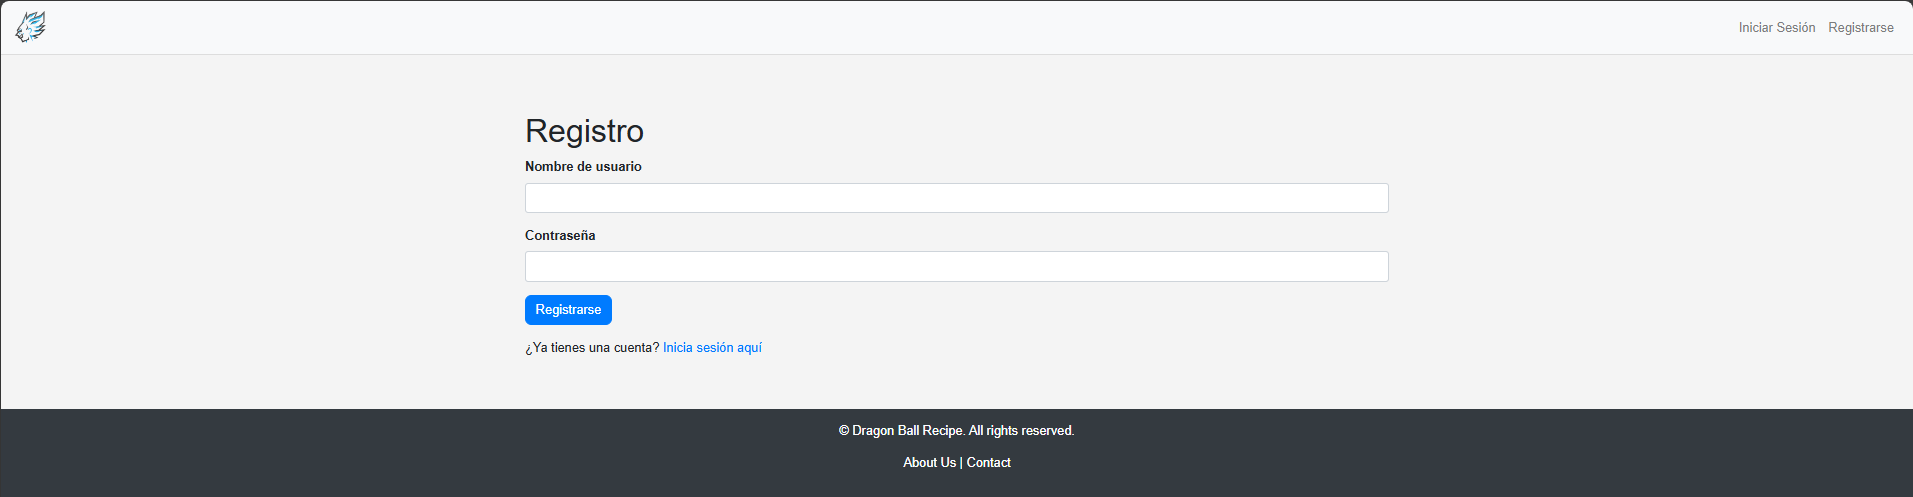 Iniciar Sesión Registrarse
Registro
Nombre de usuario
Contraseña
Registrarse
¿Ya tienes una cuenta? Inicia sesión aquí
© Dragon Ball Recipe. All rights reserved.
About Us | Contact